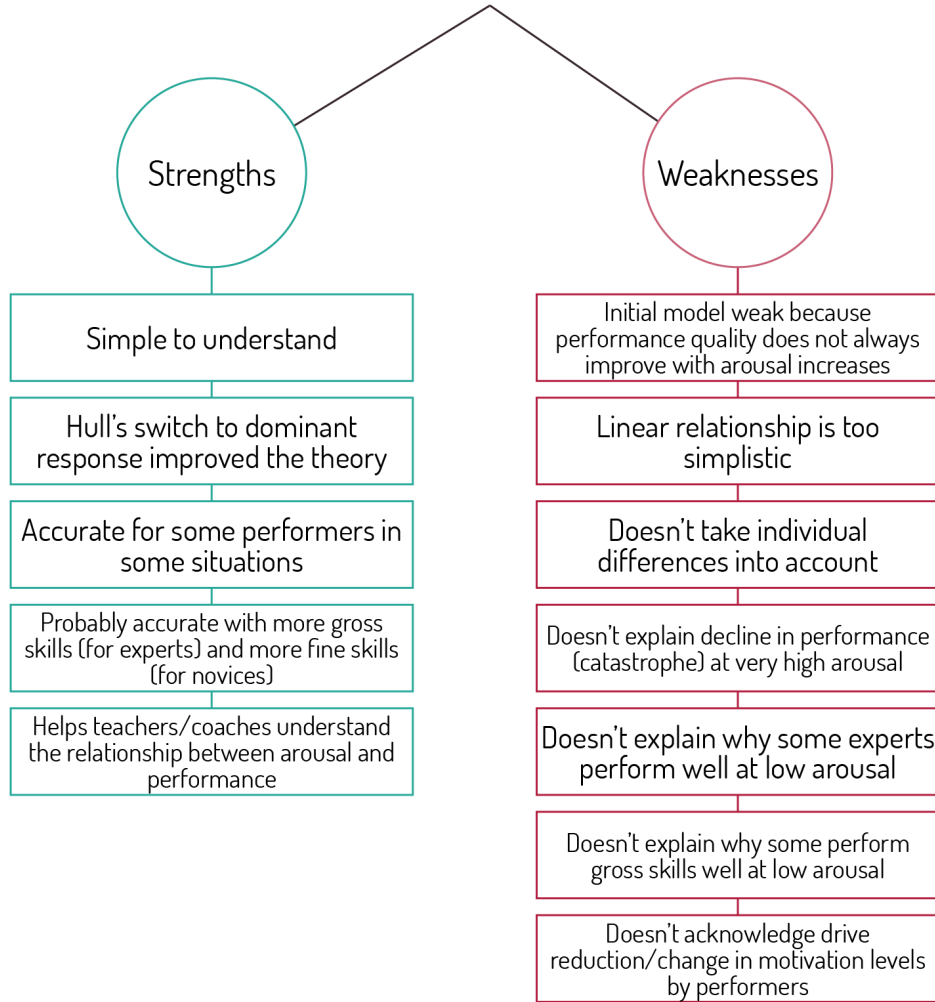 Strengths
Simple to understand
Hull's switch to dominant
response improved the theory
Accurate for some performers in
some situations
Probably accurate with more gross
skills (for experts) and more fine skills
(for novices)
Helps teachers/coaches understand
the relationship between arousal and
performance
Weaknesses
Initial model weak because
performance quality does not always
improve with arousal increases
Linear relationship is too
simplistic
Doesn't take individual
differences into account
Doesn't explain decline in performance
(catastrophe) at very high arousal
Doesn't explain why some experts
perform well at low arousal
Doesn't explain why some perform
gross skills well at low arousal
Doesn't acknowledge drive
reduction/change in motivation levels
by performers